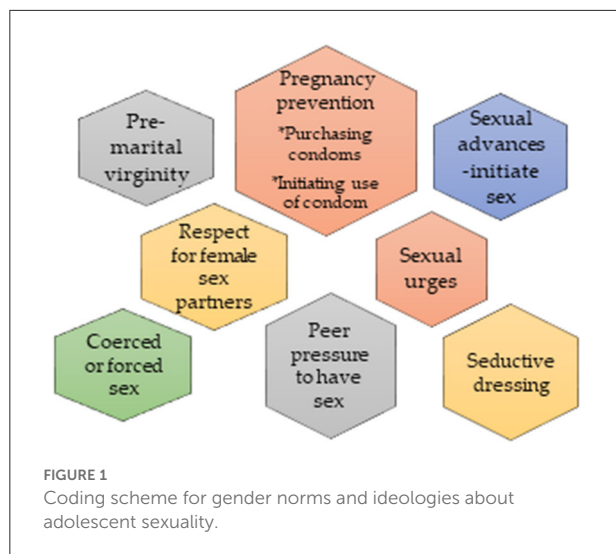 Pre-
marital
virginity
Pregnancy
prevention
*Purchasing
condoms
*Initiating use
of condom
Sexual
advances
-initiate
sex
Respect
for female
sex
partners
Sexual
urges
Coerced
or forced
sex
Peer
pressure
to have
sex
Seductive
dressing
FIGURE 1
Coding scheme for gender norms and ideologies about
adolescent sexuality.